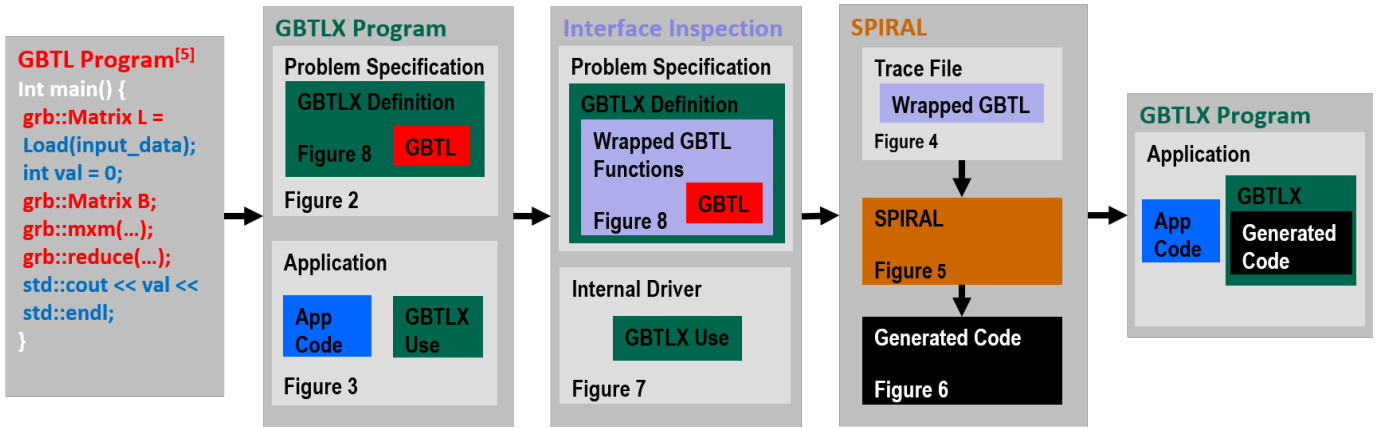 GBTL Program[5]
Int main() {
grb::Matrix L =
Load(input_data);
int val = 0;
grb::Matrix B;
grb::mxm(…);
grb::reduce(…);
std::cout << val <<
std::endl;
}
GBTLX Program
Problem Specification
GBTLX Definition
GBTL
Figure 8
Figure 2
Application
App
Code
GBTLX
Use
Figure 3
Interface Inspection
Problem Specification
GBTLX Definition
Wrapped GBTL
Functions
GBTL
Figure 8
Internal Driver
GBTLX Use
Figure 7
SPIRAL
Trace File
Wrapped GBTL
Figure 4
SPIRAL
Figure 5
Generated Code
Figure 6
GBTLX Program
Application
App
Code
GBTLX
Generated
Code